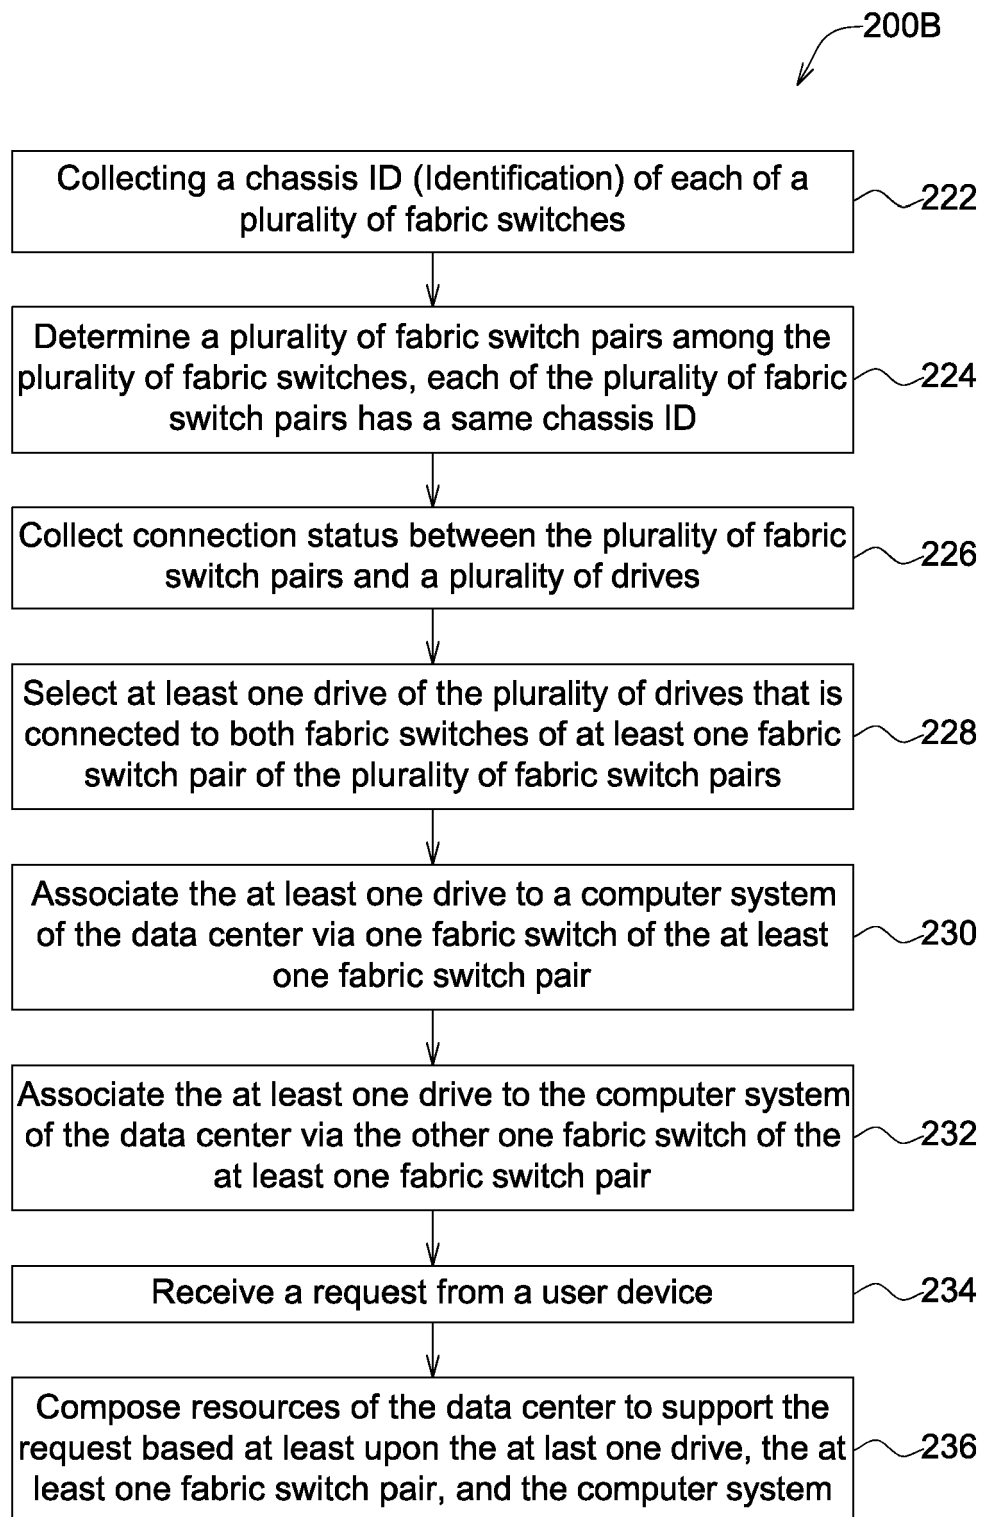 200B
Collecting a chassis ID (Identification) of each of a
plurality of fabric switches
222
Determine a plurality of fabric switch pairs among the
plurality of fabric switches, each of the plurality of fabric
switch pairs has a same chassis ID
224
Collect connection status between the plurality of fabric
switch pairs and a plurality of drives
226
Select at least one drive of the plurality of drives that is
connected to both fabric switches of at least one fabric
switch pair of the plurality of fabric switch pairs
228
Associate the at least one drive to a computer system
of the data center via one fabric switch of the at least
one fabric switch pair
230
Associate the at least one drive to the computer system
of the data center via the other one fabric switch of the
at least one fabric switch pair
232
Receive a request from a user device
234
Compose resources of the data center to support the
request based at least upon the at last one drive, the at
least one fabric switch pair, and the computer system
236